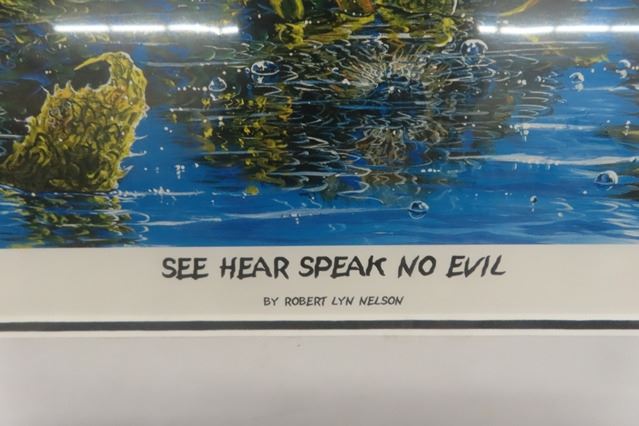 SEE HEAR SPEAK NO EVIL
BY ROBERT LYN NELSON